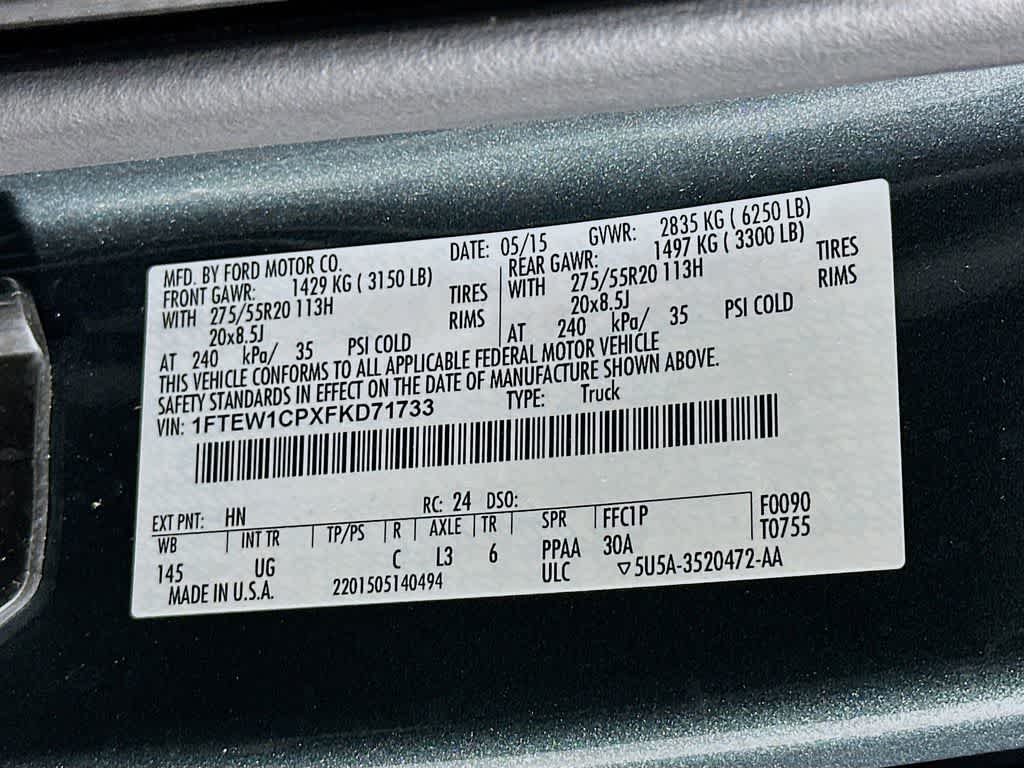 MFD. BY FORD MOTOR CO. DATE: 05/15 GVWR: 2835 KG ( 6250 LB)
FRONT GAWR: 1429 KG ( 3150 LB) REAR GAWR: 1497 KG ( 3300 LB)
WITH 275/55R20 113H TIRES WITH 275/55R20 113H TIRES
20x8.5J RIMS 20x8.5J RIMS
AT 240 kPa/ 35 PSI COLD AT 240 kPa/ 35 PSI COLD
THIS VEHICLE CONFORMS TO ALL APPLICABLE FEDERAL MOTOR VEHICLE
SAFETY STANDARDS IN EFFECT ON THE DATE OF MANUFACTURE SHOWN ABOVE.
VIN: 1FTEW1CPXFKD71733 TYPE: Truck
EXT PNT: HN RC: 24 DSO:
WB INT TR TP/PS R AXLE TR SPR FFC1P F0090
145 UG C L3 6 PPAA 30A T0755
MADE IN U.S.A. 2201505140494 ULC ▽5U5A-3520472-AA